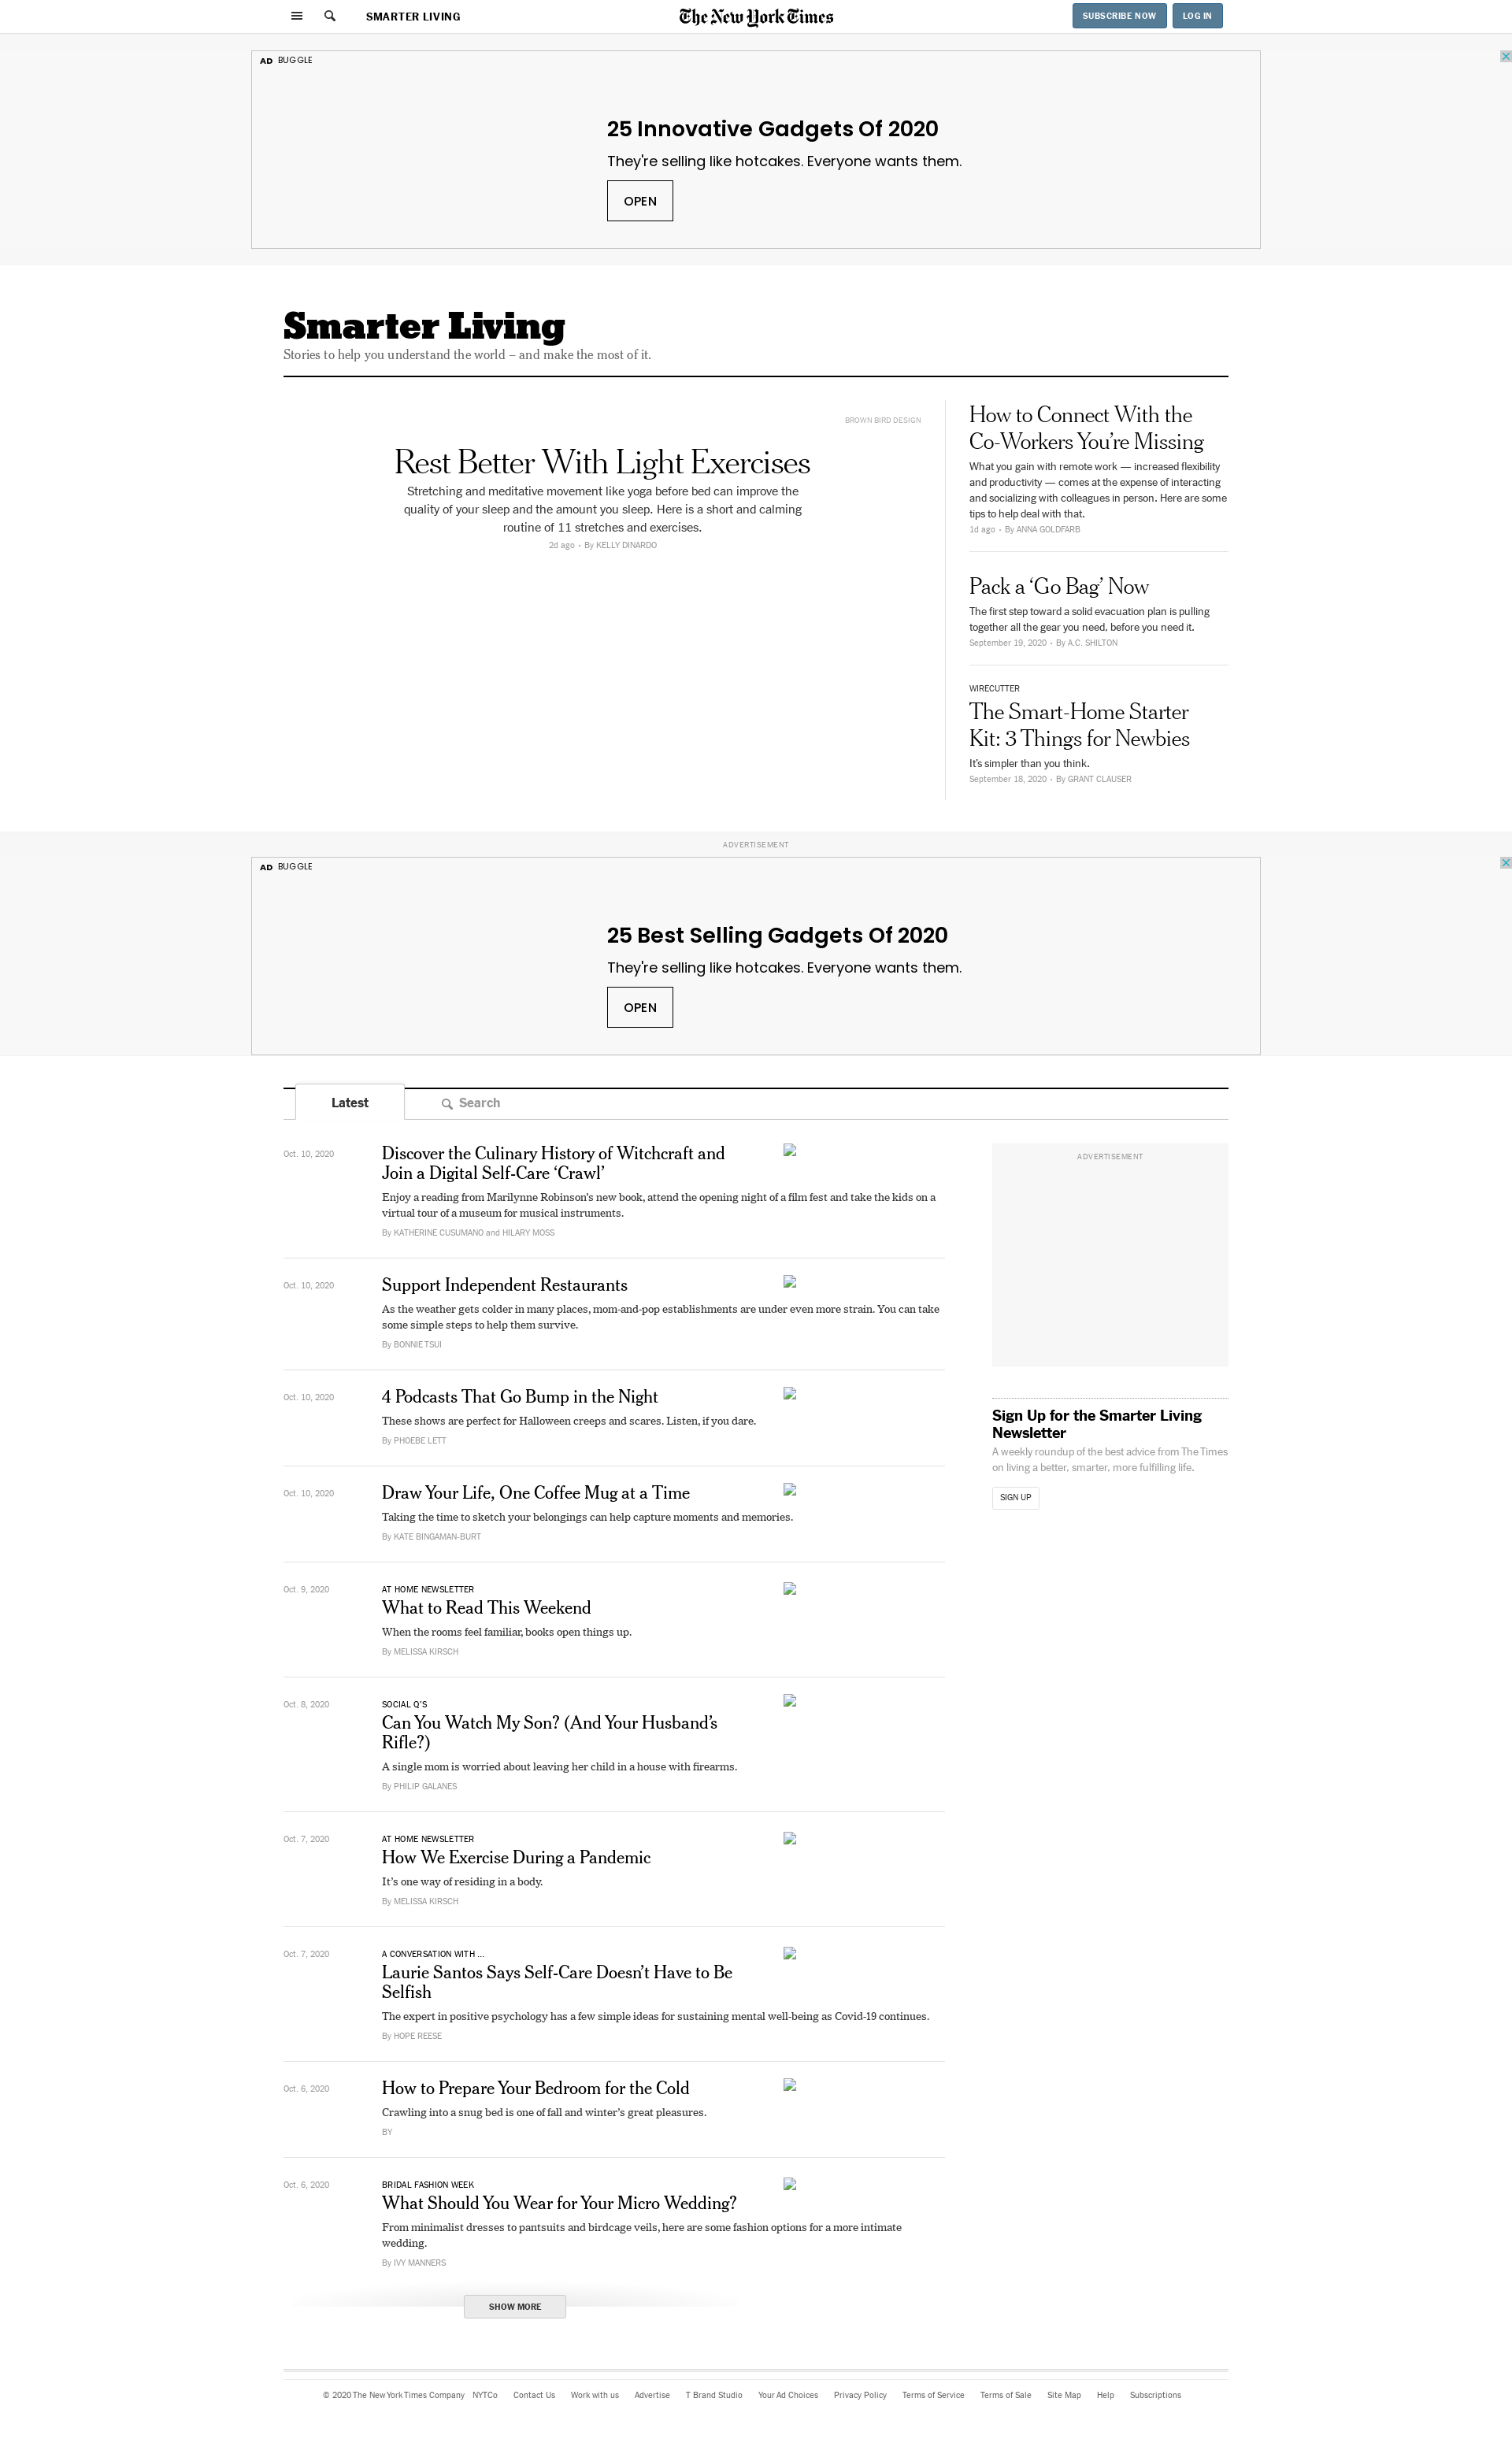 SMARTER LIVING
The New York Times
SUBSCRIBE NOW
LOG IN
AD BUGGLE
25 Innovative Gadgets Of 2020
They're selling like hotcakes. Everyone wants them.
OPEN
Smarter Living
Stories to help you understand the world – and make the most of it.
BROWN BIRD DESIGN
Rest Better With Light Exercises
Stretching and meditative movement like yoga before bed can improve the
quality of your sleep and the amount you sleep. Here is a short and calming
routine of 11 stretches and exercises.
2d ago • By KELLY DINARDO
How to Connect With the
Co-Workers You’re Missing
What you gain with remote work — increased flexibility
and productivity — comes at the expense of interacting
and socializing with colleagues in person. Here are some
tips to help deal with that.
1d ago • By ANNA GOLDFARB
Pack a ‘Go Bag’ Now
The first step toward a solid evacuation plan is pulling
together all the gear you need, before you need it.
September 19, 2020 • By A.C. SHILTON
WIRECUTTER
The Smart-Home Starter
Kit: 3 Things for Newbies
It’s simpler than you think.
September 18, 2020 • By GRANT CLAUSER
ADVERTISEMENT
AD BUGGLE
25 Best Selling Gadgets Of 2020
They're selling like hotcakes. Everyone wants them.
OPEN
Latest
Search
Oct. 10, 2020
Discover the Culinary History of Witchcraft and
Join a Digital Self-Care ‘Crawl’
Enjoy a reading from Marilynne Robinson’s new book, attend the opening night of a film fest and take the kids on a
virtual tour of a museum for musical instruments.
By KATHERINE CUSUMANO and HILARY MOSS
Oct. 10, 2020
Support Independent Restaurants
As the weather gets colder in many places, mom-and-pop establishments are under even more strain. You can take
some simple steps to help them survive.
By BONNIE TSUI
Oct. 10, 2020
4 Podcasts That Go Bump in the Night
These shows are perfect for Halloween creeps and scares. Listen, if you dare.
By PHOEBE LETT
Oct. 10, 2020
Draw Your Life, One Coffee Mug at a Time
Taking the time to sketch your belongings can help capture moments and memories.
By KATE BINGAMAN-BURT
Oct. 9, 2020
AT HOME NEWSLETTER
What to Read This Weekend
When the rooms feel familiar, books open things up.
By MELISSA KIRSCH
Oct. 8, 2020
SOCIAL Q’S
Can You Watch My Son? (And Your Husband’s
Rifle?)
A single mom is worried about leaving her child in a house with firearms.
By PHILIP GALANES
Oct. 7, 2020
AT HOME NEWSLETTER
How We Exercise During a Pandemic
It’s one way of residing in a body.
By MELISSA KIRSCH
Oct. 7, 2020
A CONVERSATION WITH ...
Laurie Santos Says Self-Care Doesn’t Have to Be
Selfish
The expert in positive psychology has a few simple ideas for sustaining mental well-being as Covid-19 continues.
By HOPE REESE
Oct. 6, 2020
How to Prepare Your Bedroom for the Cold
Crawling into a snug bed is one of fall and winter’s great pleasures.
BY
Oct. 6, 2020
BRIDAL FASHION WEEK
What Should You Wear for Your Micro Wedding?
From minimalist dresses to pantsuits and birdcage veils, here are some fashion options for a more intimate
wedding.
By IVY MANNERS
SHOW MORE
ADVERTISEMENT
Sign Up for the Smarter Living
Newsletter
A weekly roundup of the best advice from The Times
on living a better, smarter, more fulfilling life.
SIGN UP
© 2020 The New York Times Company NYTCo Contact Us Work with us Advertise T Brand Studio Your Ad Choices Privacy Policy Terms of Service Terms of Sale Site Map Help Subscriptions